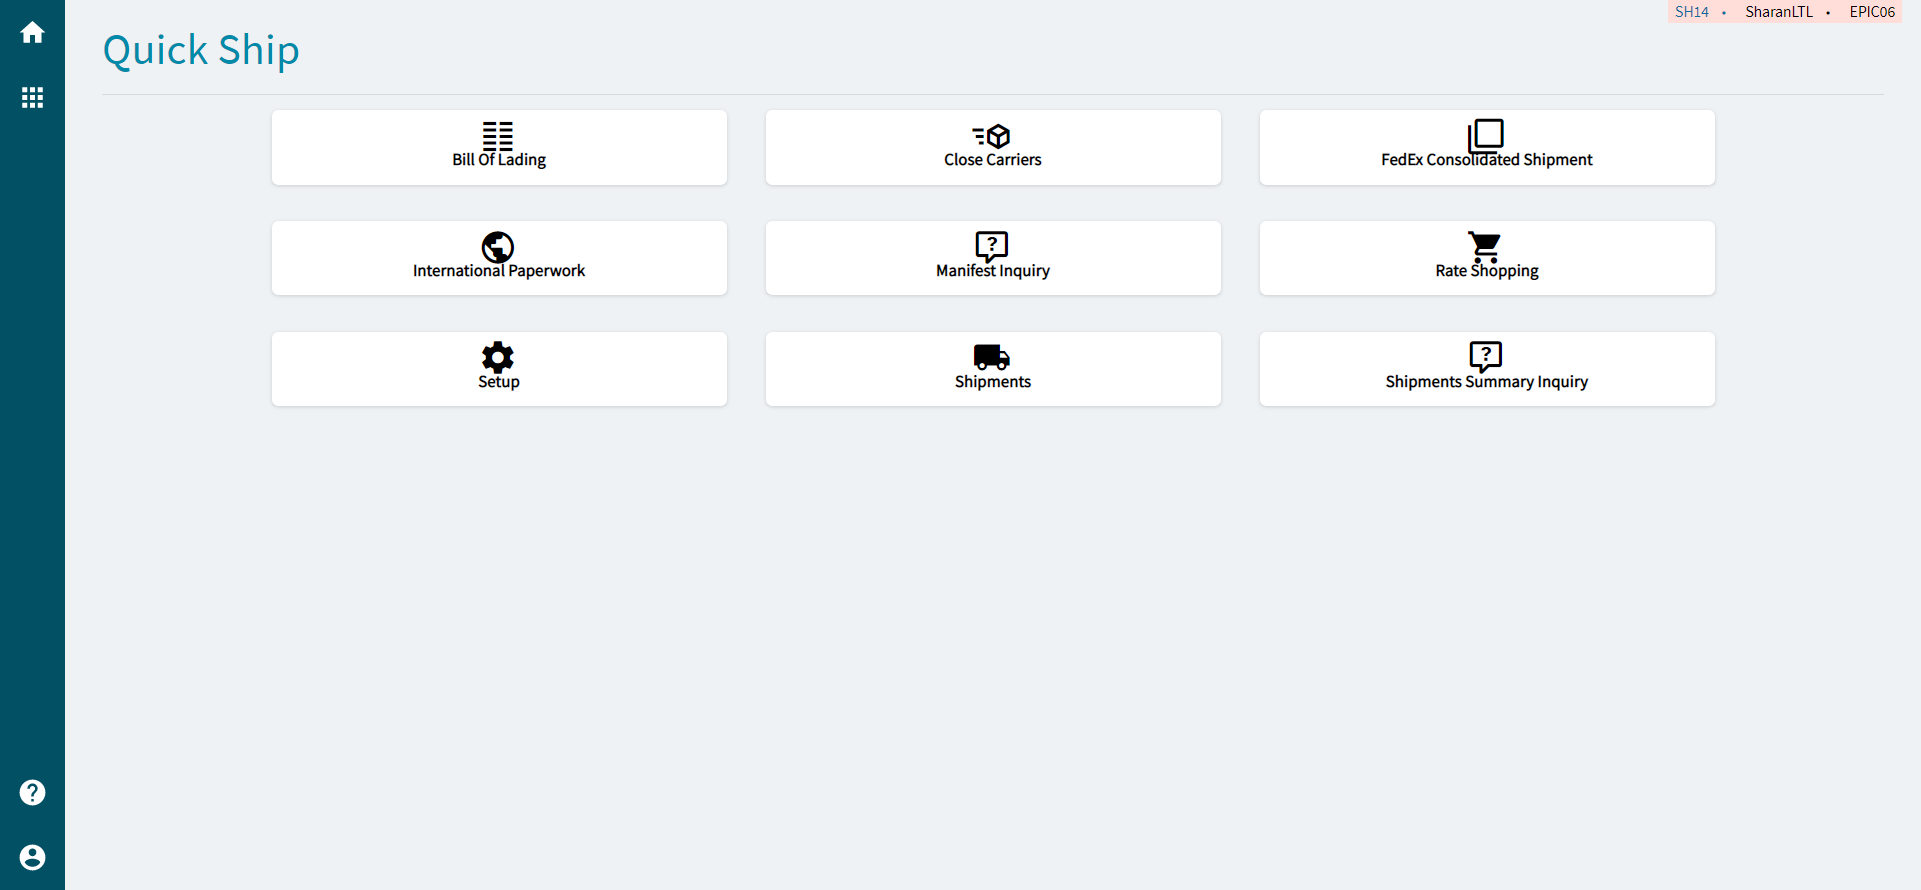 SH14 • SharanLTL • EPIC06
Quick Ship
Bill Of Lading
Close Carriers
FedEx Consolidated Shipment
International Paperwork
Manifest Inquiry
Rate Shopping
Setup
Shipments
Shipments Summary Inquiry